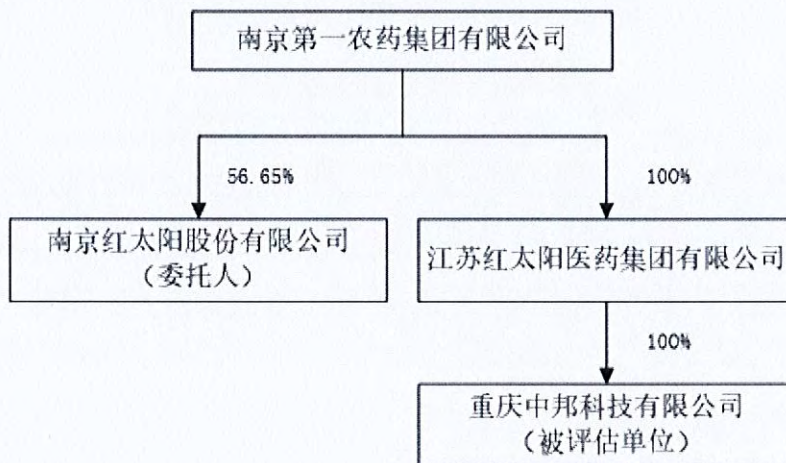 南京第一农药集团有限公司
56.65%
100%
南京红太阳股份有限公司
（委托人）
江苏红太阳医药集团有限公司
100%
重庆中邦科技有限公司
（被评估单位）